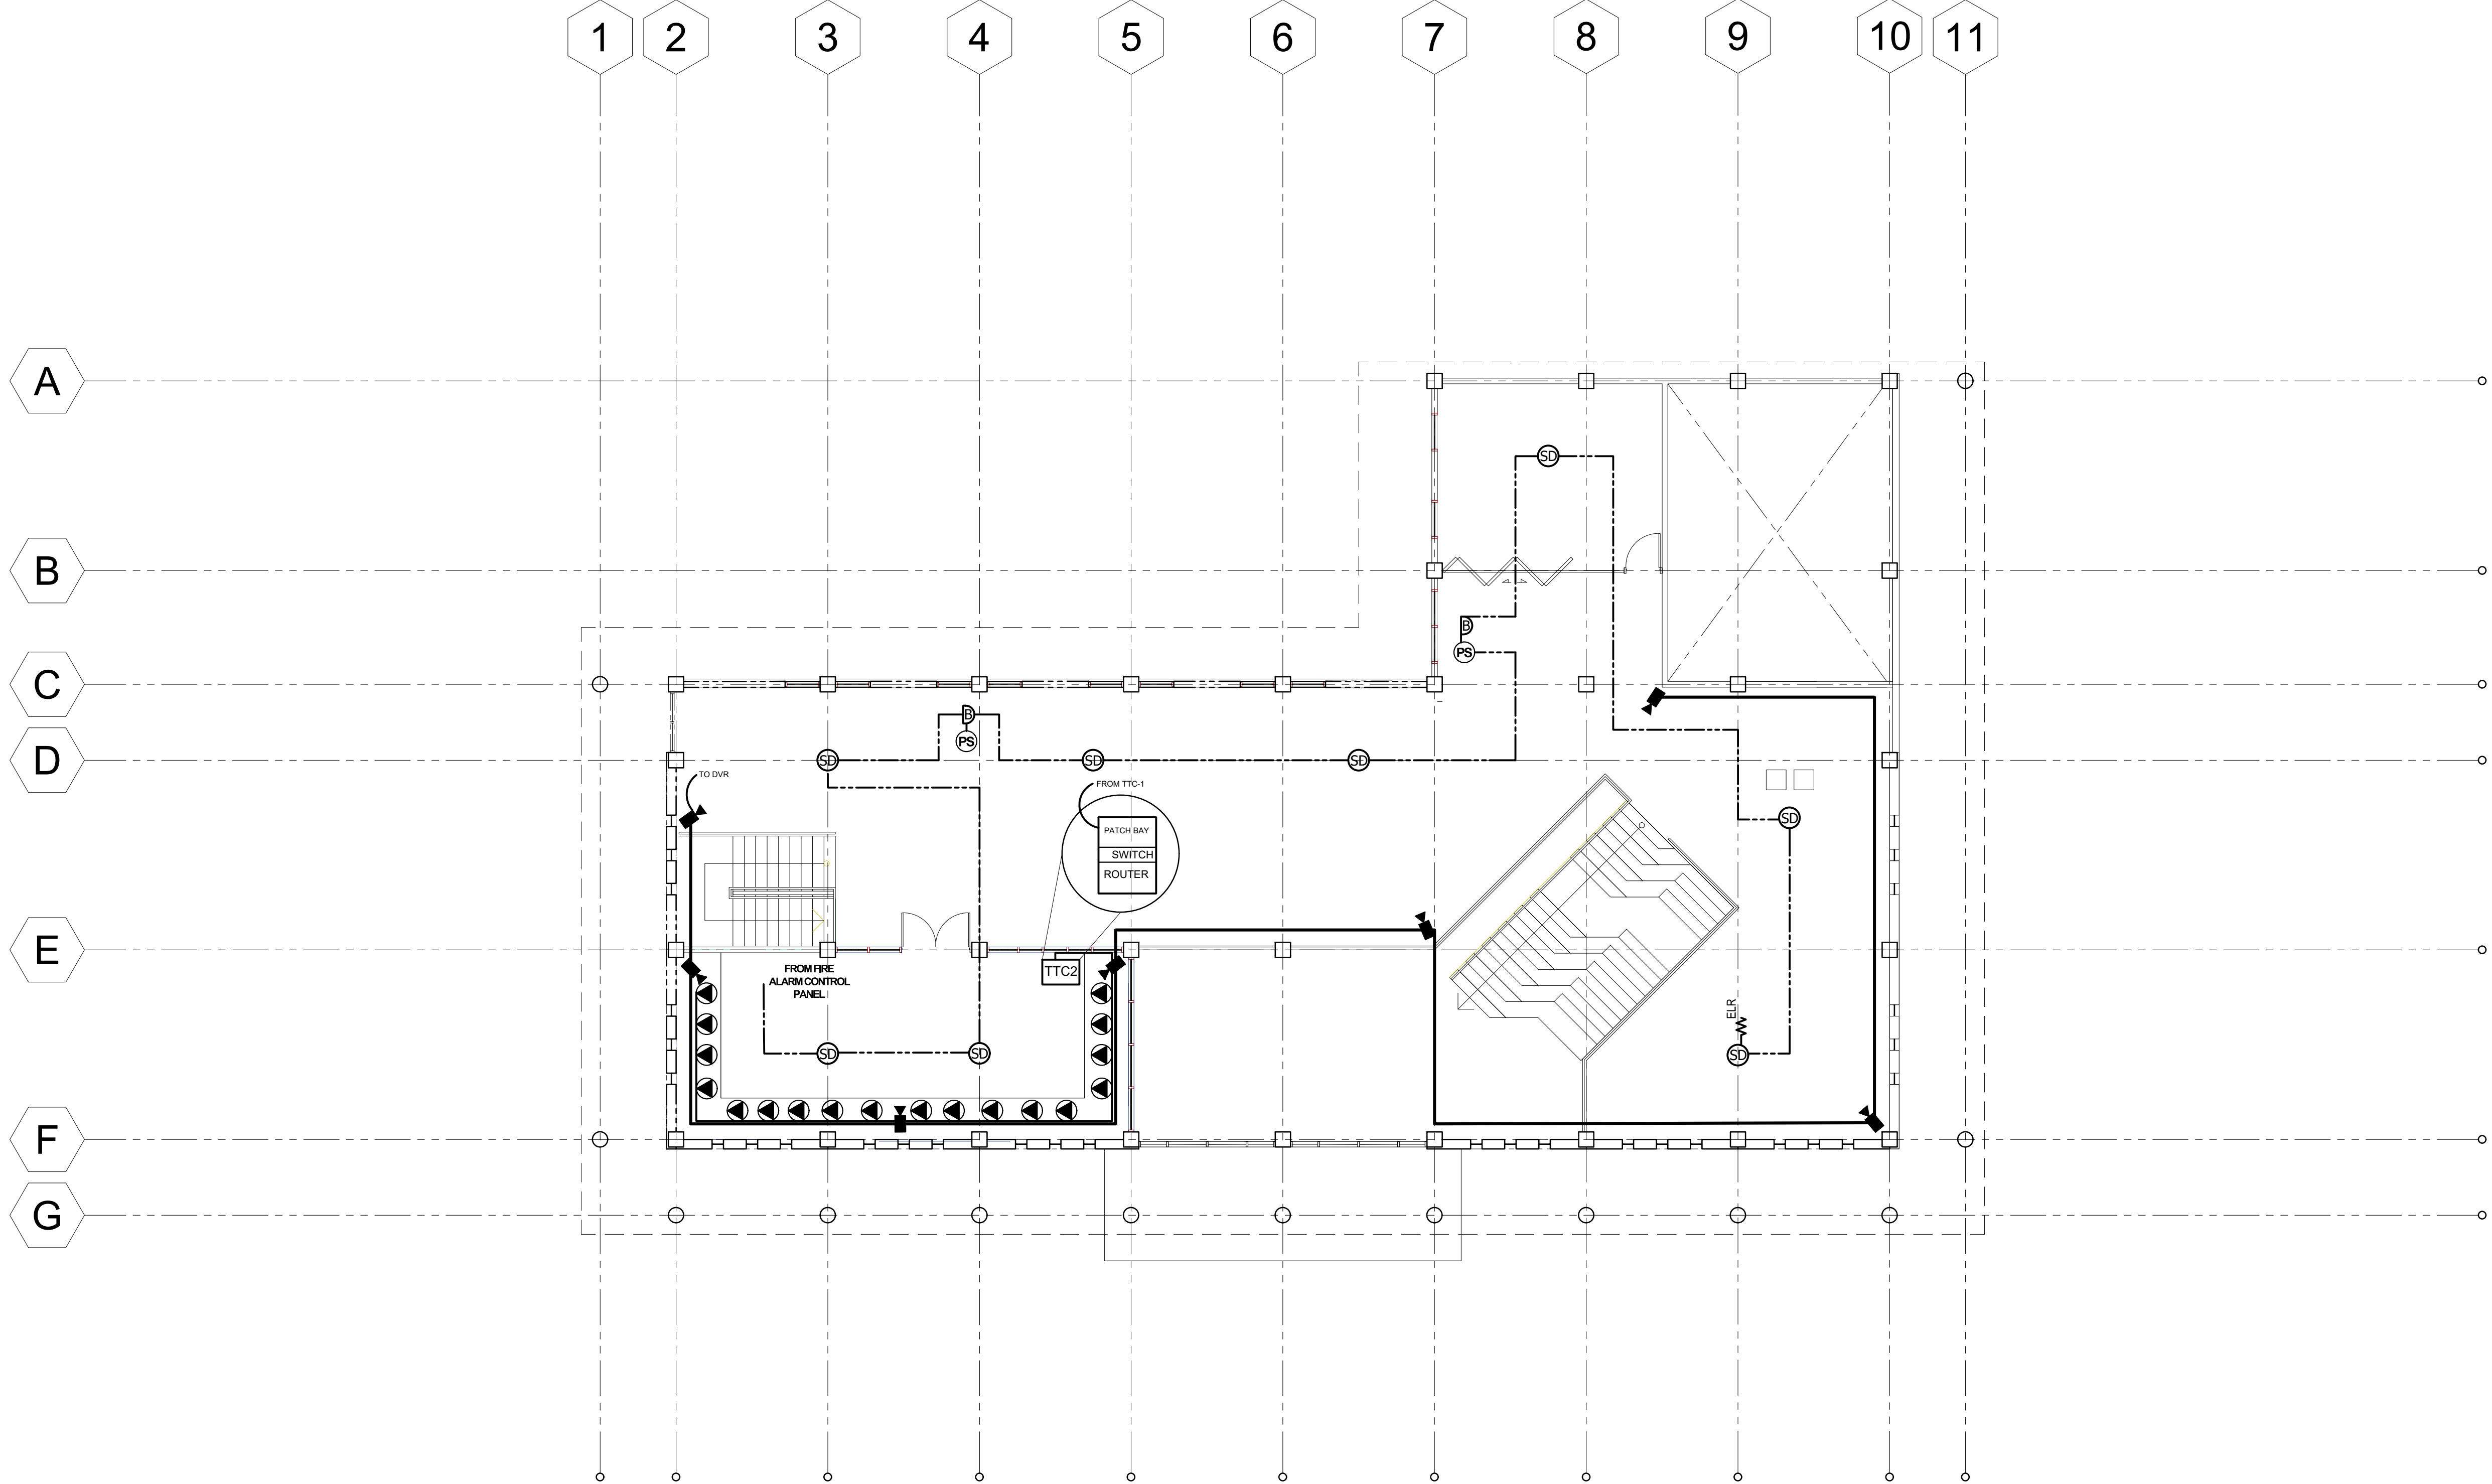 1
2
3
4
5
6
7
8
9
10
11
A
SD
B
B
PS
C
B
PS
D
SD
SD
SD
TO DVR
FROM TTC-1
SD
PATCH BAY
SWITCH
ROUTER
E
FROM FIRE
ALARM CONTROL
PANEL
TTC2
ELR
SD
SD
SD
F
G